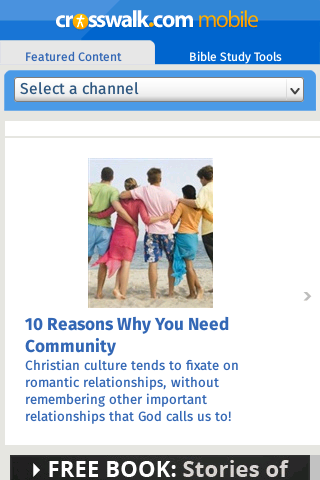 crosswalk.com mobile
Featured Content
Bible Study Tools
Select a channel
10 Reasons Why You Need
Community
Christian culture tends to fixate on
romantic relationships, without
remembering other important
relationships that God calls us to!
FREE BOOK: Stories of